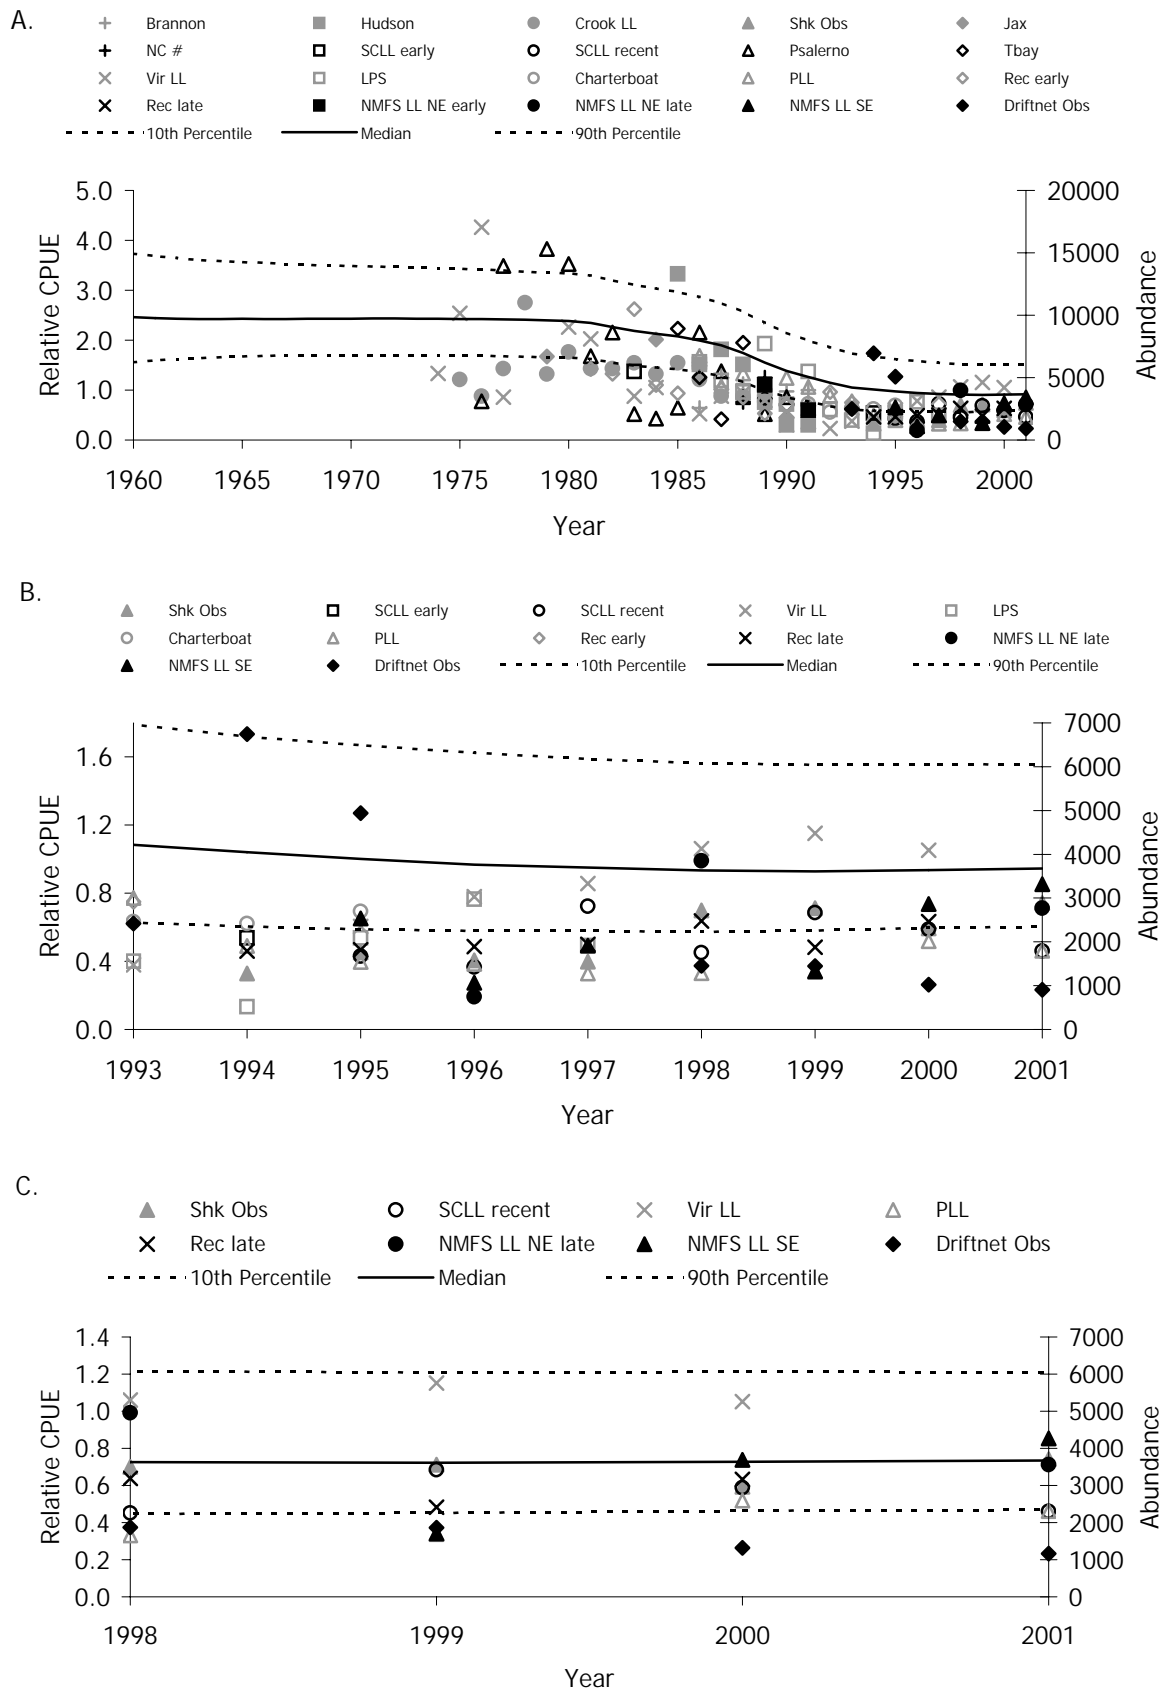 A.
Brannon Hudson Crook LL Shk Obs Jax
NC # SCLL early SCLL recent Psalerno Tbay
Vir LL LPS Charterboat PLL Rec early
Rec late NMFS LL NE early NMFS LL NE late NMFS LL SE Driftnet Obs
10th Percentile Median 90th Percentile
Relative CPUE
5.0
4.0
3.0
2.0
1.0
0.0
20000
15000
10000
5000
0
Abundance
1960 1965 1970 1975 1980 1985 1990 1995 2000
Year
B.
Shk Obs SCLL early SCLL recent Vir LL LPS
Charterboat PLL Rec early Rec late NMFS LL NE late
NMFS LL SE Driftnet Obs 10th Percentile Median 90th Percentile
Relative CPUE
1.6
1.2
0.8
0.4
0.0
7000
6000
5000
4000
3000
2000
1000
0
Abundance
1993 1994 1995 1996 1997 1998 1999 2000 2001
Year
C.
Shk Obs SCLL recent Vir LL PLL
Rec late NMFS LL NE late NMFS LL SE Driftnet Obs
10th Percentile Median 90th Percentile
Relative CPUE
1.4
1.2
1.0
0.8
0.6
0.4
0.2
0.0
7000
6000
5000
4000
3000
2000
1000
0
Abundance
1998 1999 2000 2001
Year